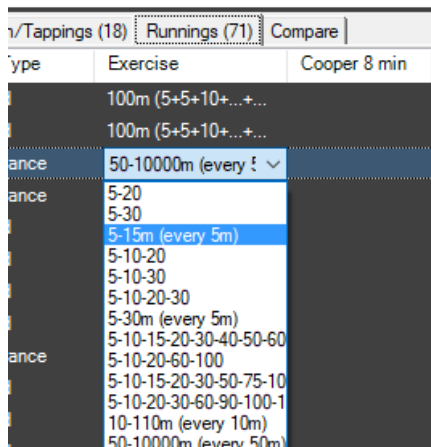 n/Tappings (18) Runnings (71) Compare
Type Exercise Cooper 8 min
100m (5+5+10+...+...
100m (5+5+10+...+...
ance 50-10000m (every 5
ance 5-20
5-30
5-15m (every 5m)
5-10-20
5-10-30
5-10-20-30
5-30m (every 5m)
5-10-15-20-30-40-50-60
ance 5-10-20-60-100
5-10-15-20-30-50-75-10
5-10-20-30-60-90-100-1
10-110m (every 10m)
50-10000m (every 50m)